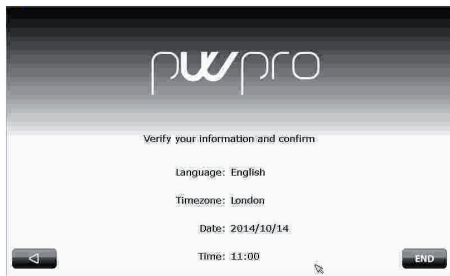 pwpro
Verify your information and confirm
Language: English
Timezone: London
Date: 2014/10/14
Time: 11:00
END